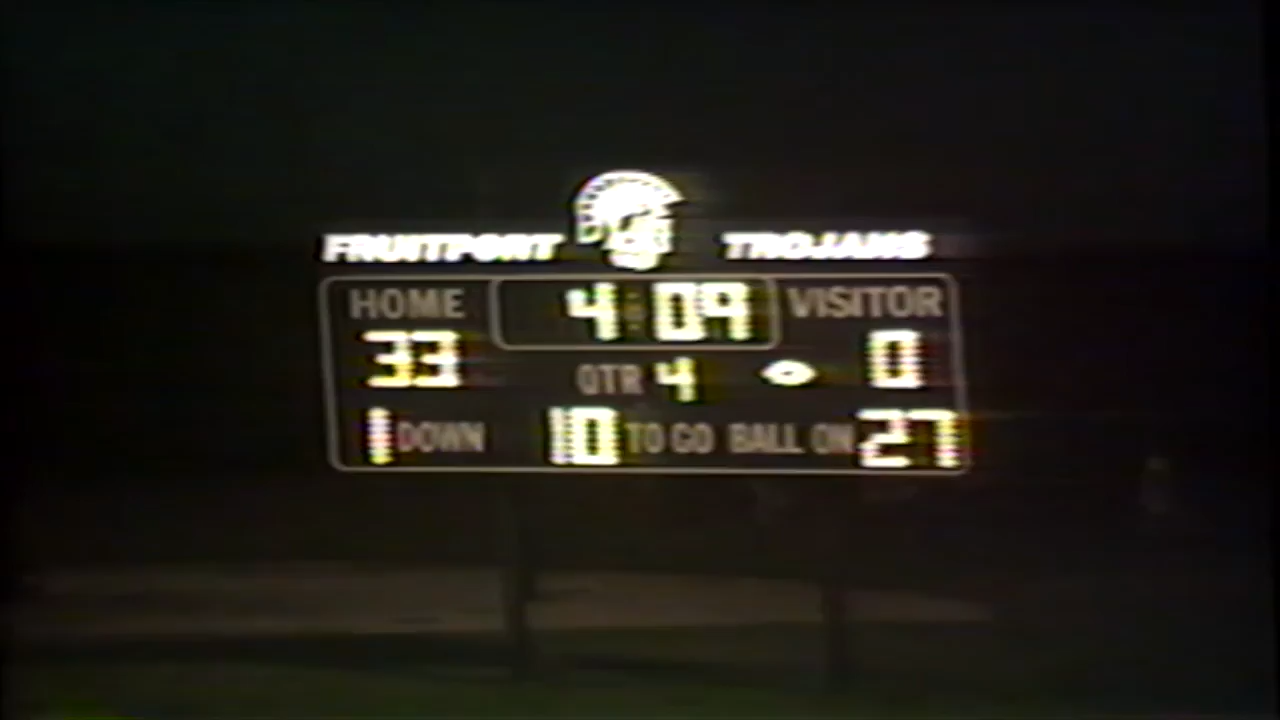 FRUITPORT TROJANS
HOME 4:09 VISITOR
33 QTR 4 0
1 DOWN 10 TO GO BALL ON 27